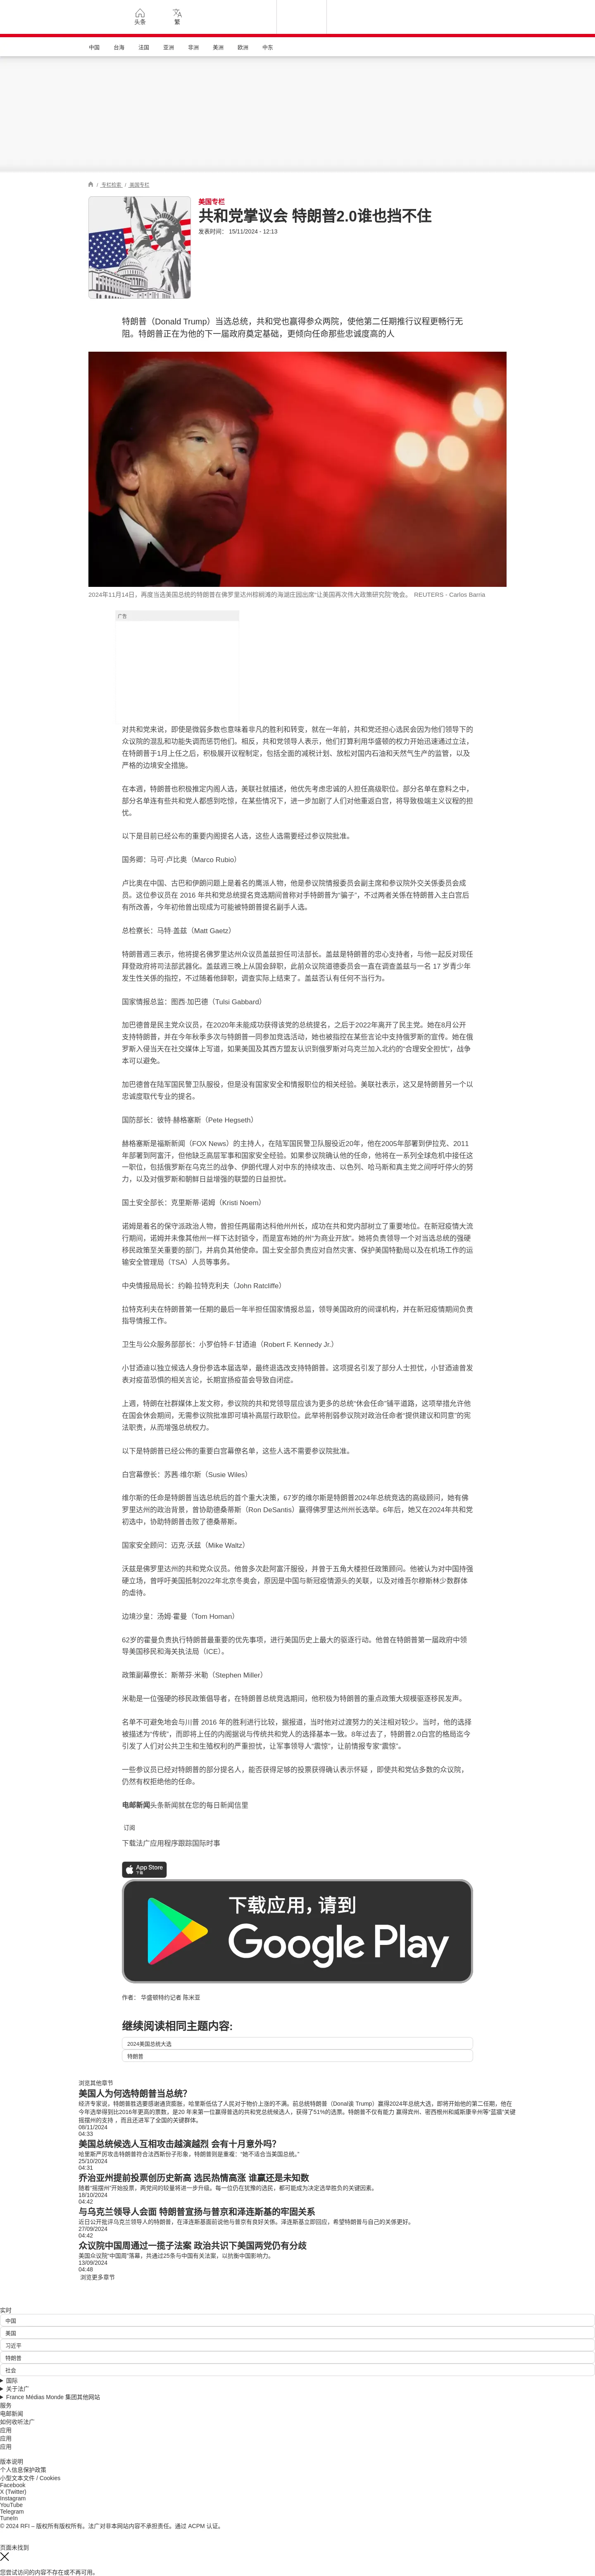 头条
繁
中国
台海
法国
亚洲
非洲
美洲
欧洲
中东
/ 专栏检索 / 美国专栏
美国专栏
共和党掌议会 特朗普2.0谁也挡不住
发表时间： 15/11/2024 - 12:13
特朗普（Donald Trump）当选总统，共和党也赢得参众两院，使他第二任期推行议程更畅行无
阻。特朗普正在为他的下一届政府奠定基础，更倾向任命那些忠诚度高的人
2024年11月14日，再度当选美国总统的特朗普在佛罗里达州棕榈滩的海湖庄园出席“让美国再次伟大政策研究院”晚会。 REUTERS - Carlos Barria
广告
对共和党来说，即使是微弱多数也意味着非凡的胜利和转变，就在一年前，共和党还担心选民会因为他们领导下的
众议院的混乱和功能失调而惩罚他们。相反，共和党领导人表示，他们打算利用华盛顿的权力开始迅速通过立法，
在特朗普于1月上任之后，积极展开议程制定，包括全面的减税计划、放松对国内石油和天然气生产的监管，以及
严格的边境安全措施。
在本週，特朗普也积极推定内阁人选，美联社就描述，他优先考虑忠诚的人担任高级职位。部分名单在意料之中，
部分名单连有些共和党人都感到吃惊，在某些情况下，进一步加剧了人们对他重返白宫，将导致极端主义议程的担
忧。
以下是目前已经公布的重要内阁提名人选，这些人选需要经过参议院批准。
国务卿：马可·卢比奥（Marco Rubio）
卢比奥在中国、古巴和伊朗问题上是着名的鹰派人物，他是参议院情报委员会副主席和参议院外交关係委员会成
员。这位参议员在 2016 年共和党总统提名竞选期间曾称对手特朗普为“骗子”，不过两者关係在特朗普入主白宫后
有所改善，今年初他曾出现成为可能被特朗普提名副手人选。
总检察长：马特·盖兹（Matt Gaetz）
特朗普週三表示，他将提名佛罗里达州众议员盖兹担任司法部长。盖兹是特朗普的忠心支持者，与他一起反对现任
拜登政府将司法部武器化。盖兹週三晚上从国会辞职，此前众议院道德委员会一直在调查盖兹与一名 17 岁青少年
发生性关係的指控，不过随着他辞职，调查实际上结束了。盖兹否认有任何不当行为。
国家情报总监：图西·加巴德（Tulsi Gabbard）
加巴德曾是民主党众议员，在2020年未能成功获得该党的总统提名，之后于2022年离开了民主党。她在8月公开
支持特朗普，并在今年秋季多次与特朗普一同参加竞选活动，她也被指控在某些言论中支持俄罗斯的宣传。她在俄
罗斯入侵当天在社交媒体上写道，如果美国及其西方盟友认识到俄罗斯对乌克兰加入北约的“合理安全担忧”，战争
本可以避免。
加巴德曾在陆军国民警卫队服役，但是没有国家安全和情报职位的相关经验。美联社表示，这又是特朗普另一个以
忠诚度取代专业的提名。
国防部长：彼特·赫格塞斯（Pete Hegseth）
赫格塞斯是福斯新闻（FOX News）的主持人，在陆军国民警卫队服役近20年，他在2005年部署到伊拉克、2011
年部署到阿富汗，但他缺乏高层军事和国家安全经验。如果参议院确认他的任命，他将在一系列全球危机中接任这
一职位，包括俄罗斯在乌克兰的战争、伊朗代理人对中东的持续攻击、以色列、哈马斯和真主党之间呼吁停火的努
力，以及对俄罗斯和朝鲜日益增强的联盟的日益担忧。
国土安全部长：克里斯蒂·诺姆（Kristi Noem）
诺姆是着名的保守派政治人物，曾担任两届南达科他州州长，成功在共和党内部树立了重要地位。在新冠疫情大流
行期间，诺姆并未像其他州一样下达封锁令，而是宣布她的州“为商业开放”。她将负责领导一个对当选总统的强硬
移民政策至关重要的部门，并肩负其他使命。国土安全部负责应对自然灾害、保护美国特勤局以及在机场工作的运
输安全管理局（TSA）人员等事务。
中央情报局局长：约翰·拉特克利夫（John Ratcliffe）
拉特克利夫在特朗普第一任期的最后一年半担任国家情报总监，领导美国政府的间谍机构，并在新冠疫情期间负责
指导情报工作。
卫生与公众服务部部长：小罗伯特·F·甘迺迪（Robert F. Kennedy Jr.）
小甘迺迪以独立候选人身份参选本届选举，最终退选改支持特朗普。这项提名引发了部分人士担忧，小甘迺迪曾发
表对疫苗恐惧的相关言论，长期宣扬疫苗会导致自闭症。
上週，特朗在社群媒体上发文称，参议院的共和党领导层应该为更多的总统“休会任命”铺平道路，这项举措允许他
在国会休会期间，无需参议院批准即可填补高层行政职位。此举将削弱参议院对政治任命者“提供建议和同意”的宪
法职责，从而增强总统权力。
以下是特朗普已经公佈的重要白宫幕僚名单，这些人选不需要参议院批准。
白宫幕僚长：苏茜·维尔斯（Susie Wiles）
维尔斯的任命是特朗普当选总统后的首个重大决策，67岁的维尔斯是特朗普2024年总统竞选的高级顾问，她有佛
罗里达州的政治背景，曾协助德桑蒂斯（Ron DeSantis）赢得佛罗里达州州长选举。6年后，她又在2024年共和党
初选中，协助特朗普击败了德桑蒂斯。
国家安全顾问：迈克·沃兹（Mike Waltz）
沃兹是佛罗里达州的共和党众议员。他曾多次赴阿富汗服役，并曾于五角大楼担任政策顾问。他被认为对中国持强
硬立场，曾呼吁美国抵制2022年北京冬奥会，原因是中国与新冠疫情源头的关联，以及对维吾尔穆斯林少数群体
的虐待。
边境沙皇：汤姆·霍曼（Tom Homan）
62岁的霍曼负责执行特朗普最重要的优先事项，进行美国历史上最大的驱逐行动。他曾在特朗普第一届政府中领
导美国移民和海关执法局（ICE）。
政策副幕僚长：斯蒂芬·米勒（Stephen Miller）
米勒是一位强硬的移民政策倡导者，在特朗普总统竞选期间，他积极为特朗普的重点政策大规模驱逐移民发声。
名单不可避免地会与川普 2016 年的胜利进行比较，据报道，当时他对过渡努力的关注相对较少。当时，他的选择
被描述为“传统”，而即将上任的内阁据说与传统共和党人的选择基本一致。8年过去了，特朗普2.0白宫的格局迄今
引发了人们对公共卫生和生殖权利的严重担忧，让军事领导人“震惊”，让前情报专家“震惊”。
一些参议员已经对特朗普的部分提名人，能否获得足够的投票获得确认表示怀疑 ，即使共和党佔多数的众议院，
仍然有权拒绝他的任命。
电邮新闻头条新闻就在您的每日新闻信里
订阅
下载法广应用程序跟踪国际时事
App Store
下载
下载应用，请到
Google Play
作者： 华盛顿特约记者 陈米亚
继续阅读相同主题内容:
2024美国总统大选
特朗普
浏览其他章节
美国人为何选特朗普当总统？
经济专家说，特朗普胜选要感谢通货膨胀，哈里斯低估了人民对于物价上涨的不满。前总统特朗普（Donal谈 Trump）赢得2024年总统大选，即将开始他的第二任期，他在
今年选举得到比2016年更高的票数，是20 年来第一位赢得普选的共和党总统候选人，获得了51%的选票。特朗普不仅有能力 赢得宾州、密西根州和威斯康辛州等“蓝牆”关键
摇摆州的支持 ，而且还进军了全国的关键群体。
08/11/2024
04:33
美国总统候选人互相攻击越演越烈 会有十月意外吗？
哈里斯严厉攻击特朗普符合法西斯份子形象，特朗普则是重複：“她不适合当美国总统。”
25/10/2024
04:31
乔治亚州提前投票创历史新高 选民热情高涨 谁赢还是未知数
随着“摇摆州”开始投票，两党间的较量将进一步升级。每一位仍在犹豫的选民，都可能成为决定选举胜负的关键因素。
18/10/2024
04:42
与乌克兰领导人会面 特朗普宣扬与普京和泽连斯基的牢固关系
近日公开批评乌克兰领导人的特朗普，在泽连斯基面前说他与普京有良好关係。泽连斯基立即回应，希望特朗普与自己的关係更好。
27/09/2024
04:42
众议院中国周通过一揽子法案 政治共识下美国两党仍有分歧
美国众议院“中国周”落幕，共通过25条与中国有关法案，以抗衡中国影响力。
13/09/2024
04:48
浏览更多章节
实时
中国
美国
习近平
特朗普
社会
国际
关于法广
France Médias Monde 集团其他网站
服务
电邮新闻
如何收听法广
应用
应用
应用
版本说明
个人信息保护政策
小型文本文件 / Cookies
Facebook
X (Twitter)
Instagram
YouTube
Telegram
TuneIn
© 2024 RFI – 版权所有版权所有。法广对非本网站内容不承担责任。通过 ACPM 认证。
页面未找到
您尝试访问的内容不存在或不再可用。